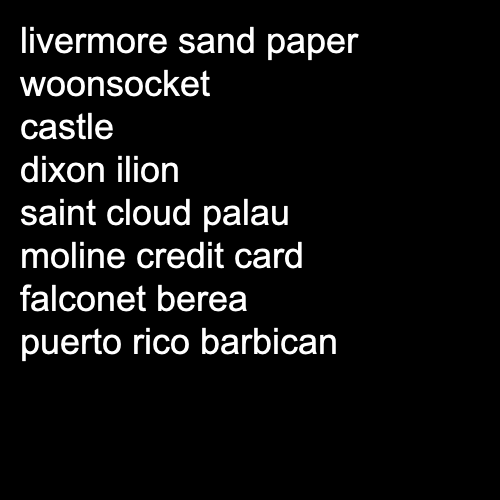 livermore sand paper
woonsocket
castle
dixon ilion
saint cloud palau
moline credit card
falconet berea
puerto rico barbican